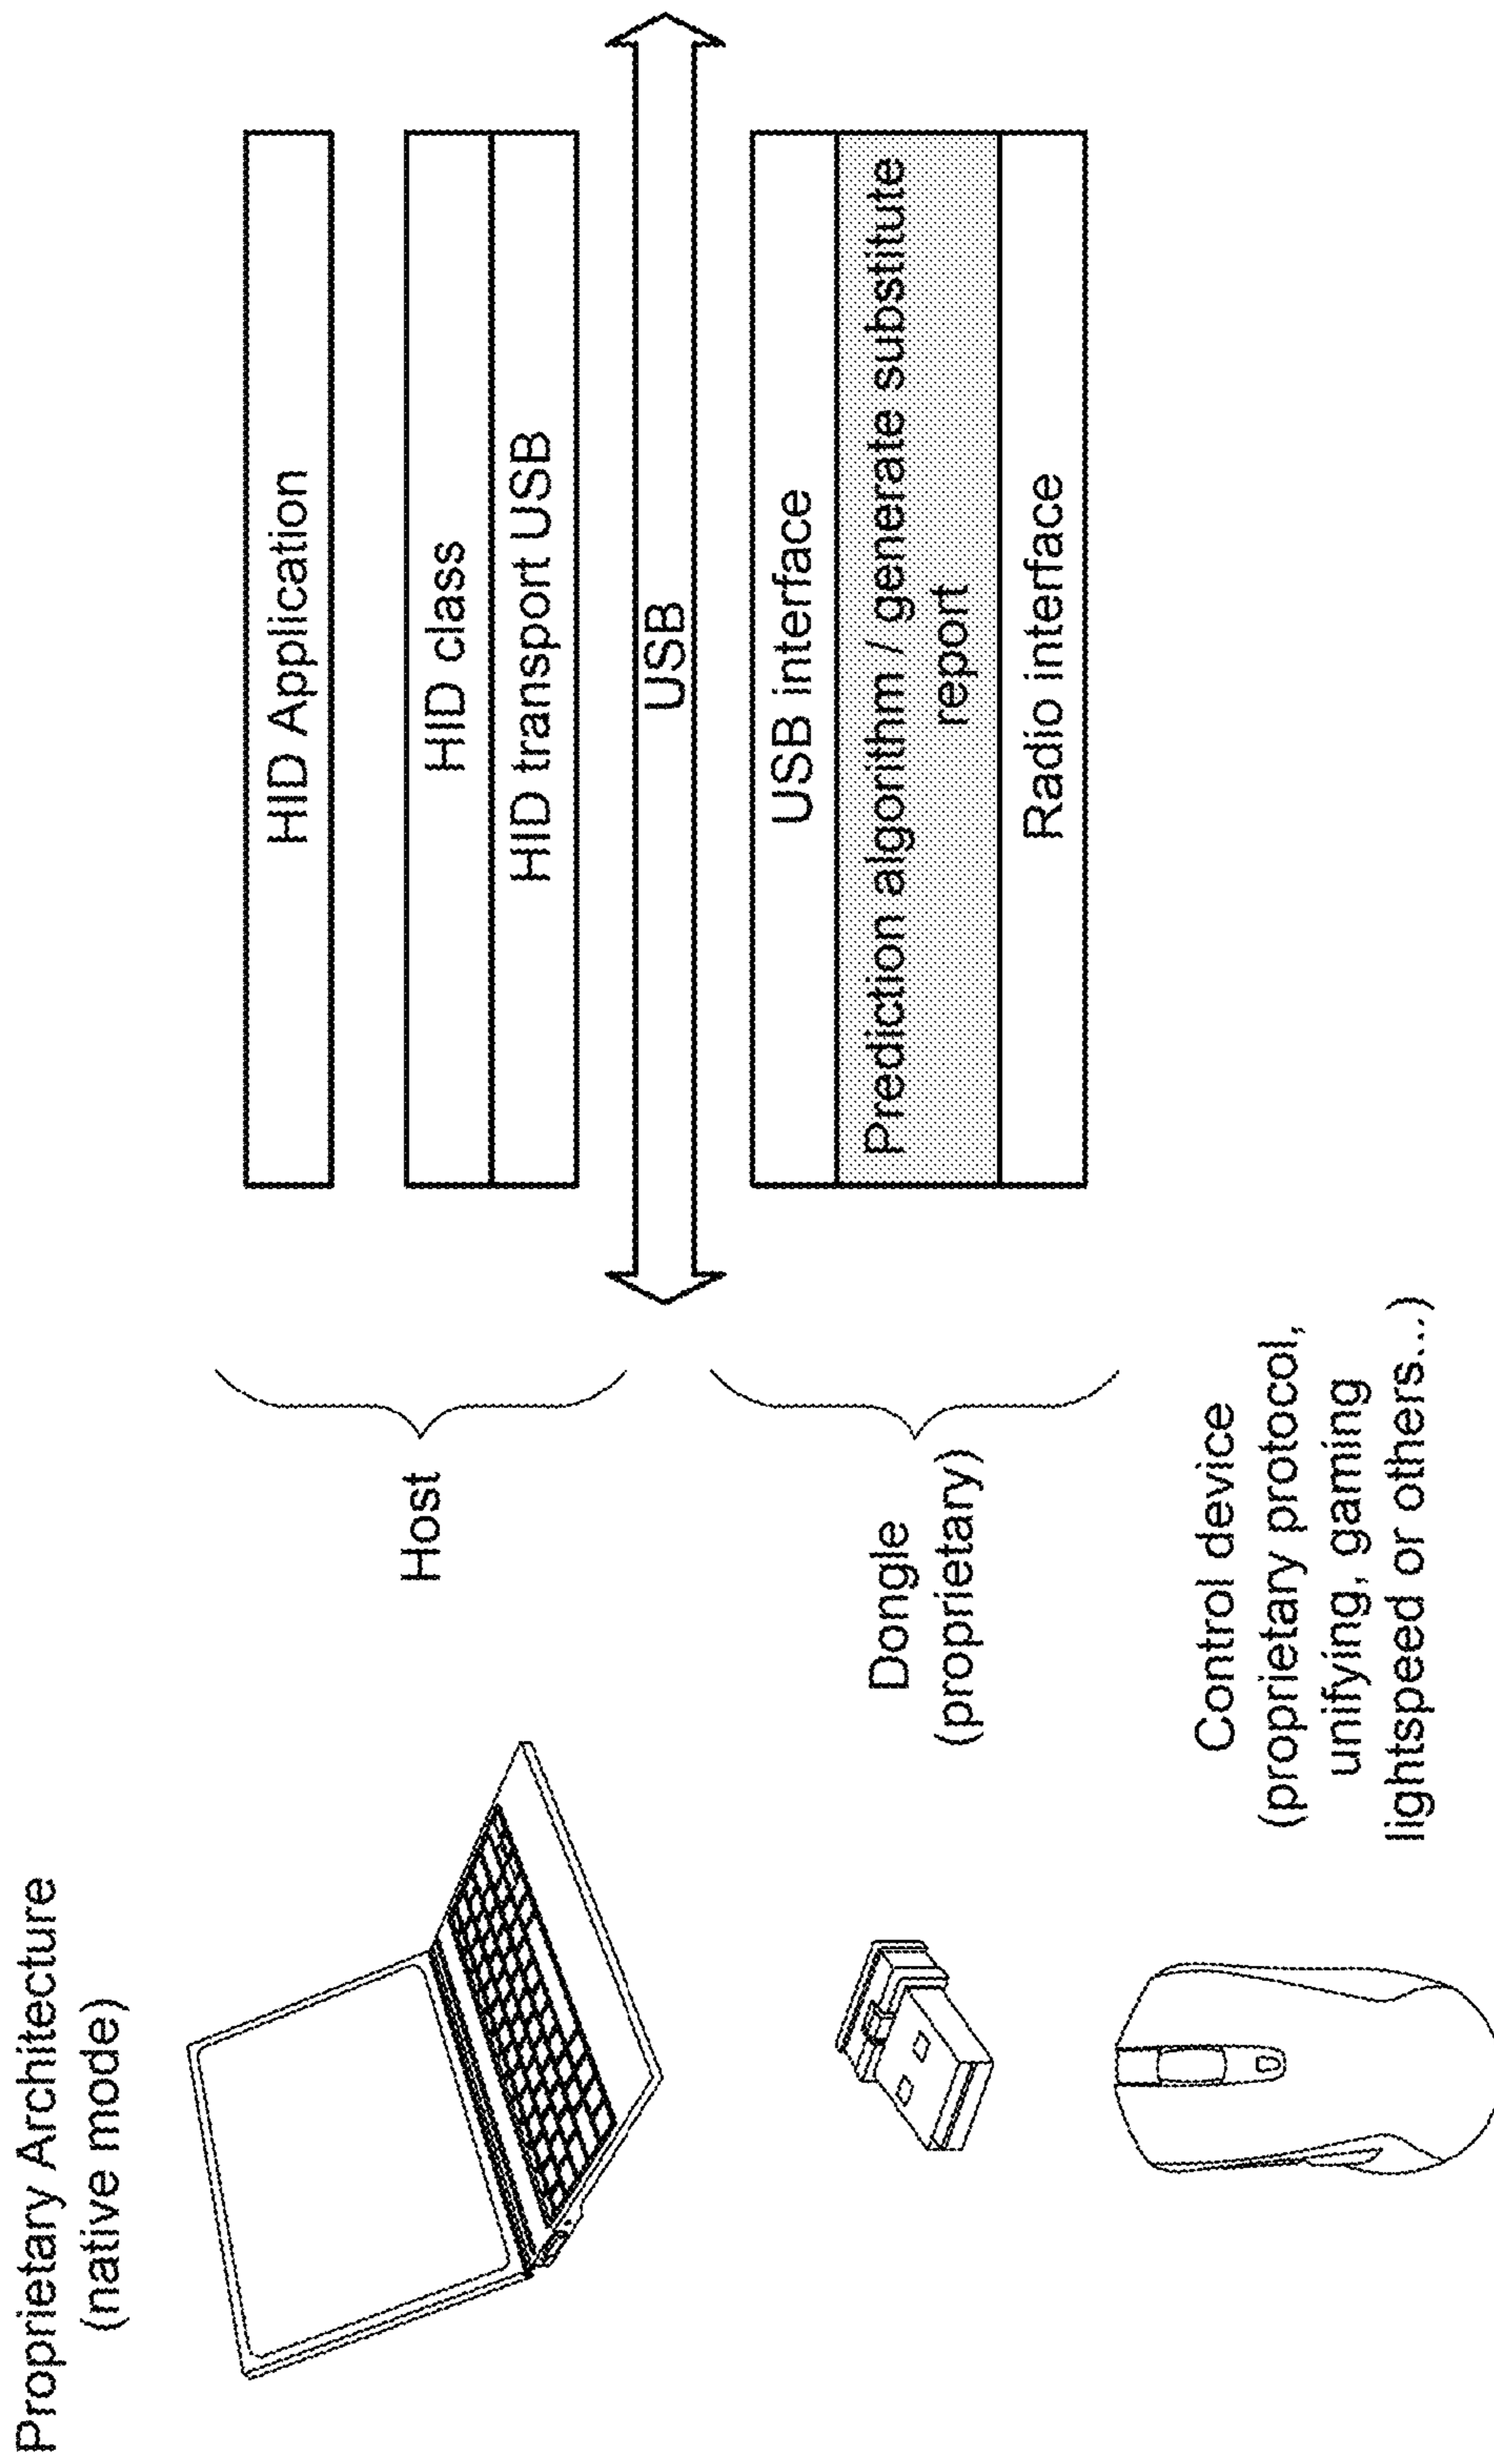 Proprietary Architecture
(native mode)
Host
HID Application
HID class
HID transport USB
USB
Dongle
(proprietary)
USB interface
Prediction algorithm / generate substitute
report
Radio interface
Control device
(proprietary protocol,
unifying, gaming
lightspeed or others...)